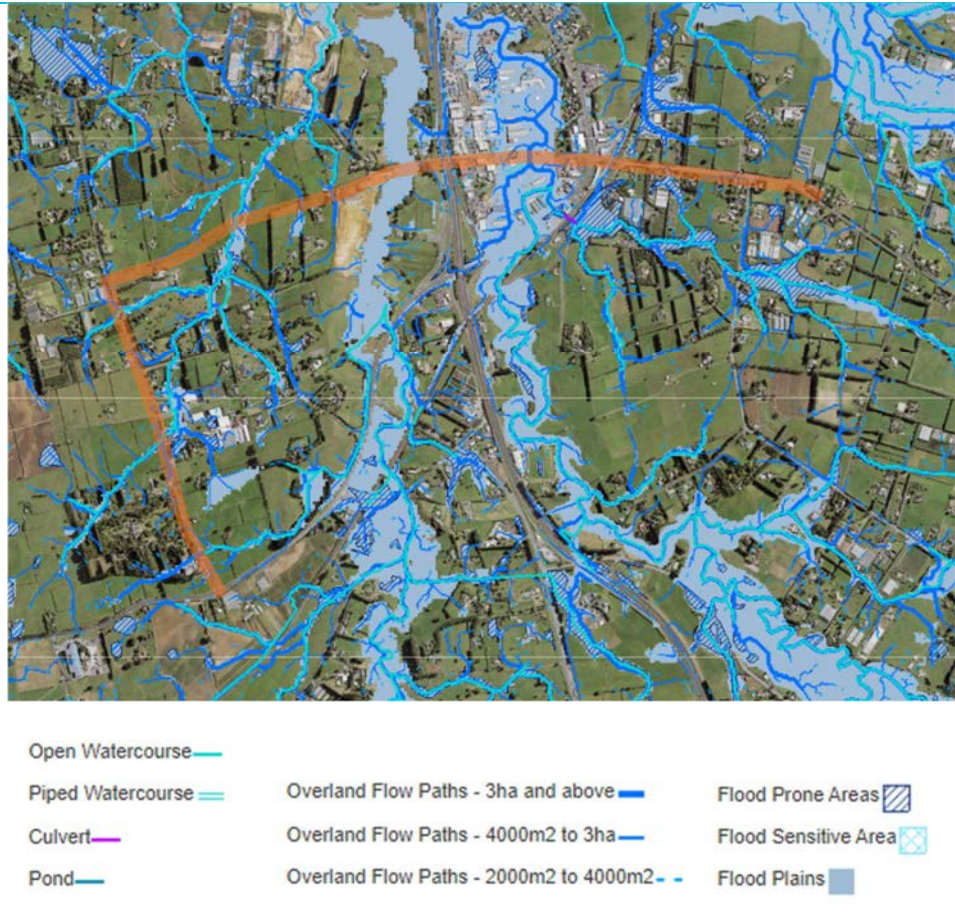 Open Watercourse
Piped Watercourse
Culvert
Pond
Overland Flow Paths - 3ha and above
Overland Flow Paths - 4000m2 to 3ha
Overland Flow Paths - 2000m2 to 4000m2
Flood Prone Areas
Flood Sensitive Area
Flood Plains